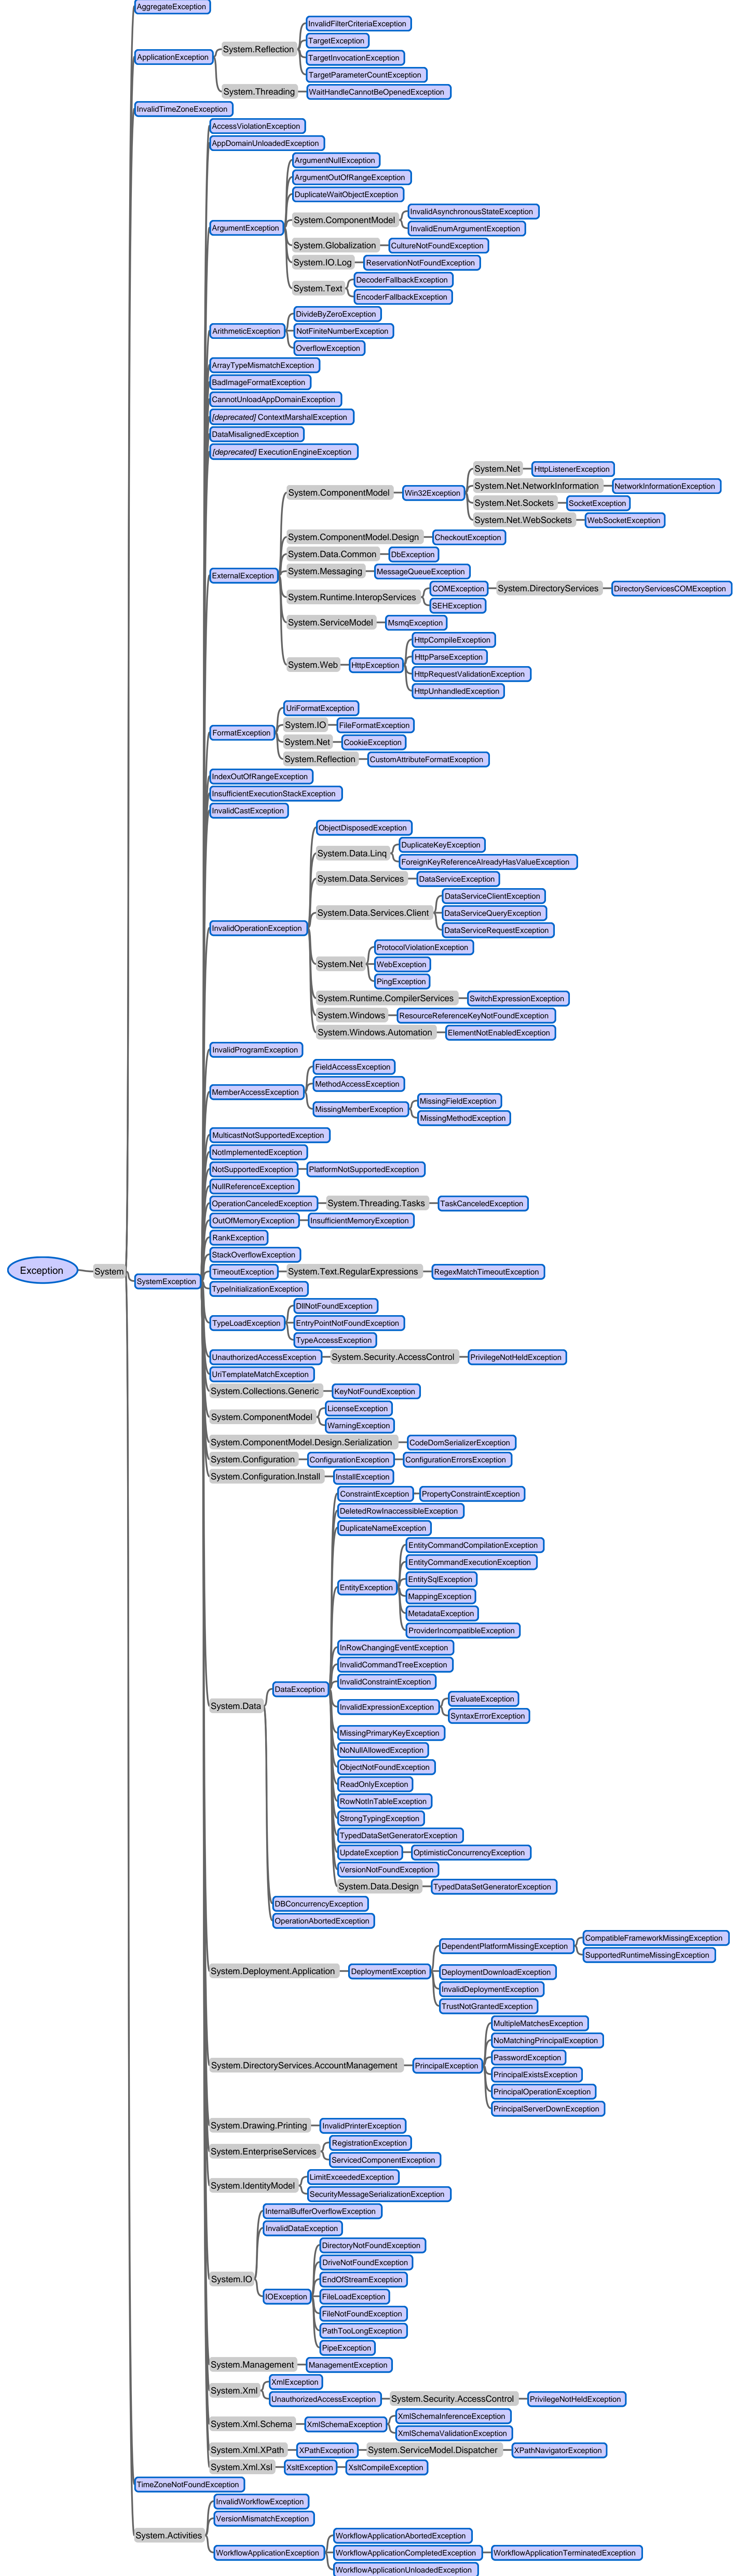 AggregateException
InvalidFilterCriteriaException
System.Reflection
TargetException
ApplicationException
TargetInvocationException
TargetParameterCountException
System.Threading
WaitHandleCannotBeOpenedException
InvalidTimeZoneException
AccessViolationException
AppDomainUnloadedException
ArgumentNullException
ArgumentOutOfRangeException
DuplicateWaitObjectException
ArgumentException
System.ComponentModel
InvalidAsynchronousStateException
InvalidEnumArgumentException
System.Globalization
CultureNotFoundException
System.IO.Log
ReservationNotFoundException
System.Text
DecoderFallbackException
EncoderFallbackException
DivideByZeroException
ArithmeticException
NotFiniteNumberException
OverflowException
ArrayTypeMismatchException
BadImageFormatException
CannotUnloadAppDomainException
[deprecated] ContextMarshalException
DataMisalignedException
[deprecated] ExecutionEngineException
ExternalException
System.ComponentModel
Win32Exception
System.Net
HttpListenerException
System.Net.NetworkInformation
NetworkInformationException
System.Net.Sockets
SocketException
System.Net.WebSockets
WebSocketException
System.ComponentModel.Design
CheckoutException
System.Data.Common
DbException
System.Messaging
MessageQueueException
System.Runtime.InteropServices
COMException
System.DirectoryServices
DirectoryServicesCOMException
SEHException
System.ServiceModel
MsmqException
System.Web
HttpException
HttpCompileException
HttpParseException
HttpRequestValidationException
HttpUnhandledException
FormatException
UriFormatException
System.IO
FileFormatException
System.Net
CookieException
System.Reflection
CustomAttributeFormatException
IndexOutOfRangeException
InsufficientExecutionStackException
InvalidCastException
InvalidOperationException
ObjectDisposedException
System.Data.Linq
DuplicateKeyException
ForeignKeyReferenceAlreadyHasValueException
System.Data.Services
DataServiceException
System.Data.Services.Client
DataServiceClientException
DataServiceQueryException
DataServiceRequestException
System.Net
ProtocolViolationException
WebException
PingException
System.Runtime.CompilerServices
SwitchExpressionException
System.Windows
ResourceReferenceKeyNotFoundException
System.Windows.Automation
ElementNotEnabledException
InvalidProgramException
MemberAccessException
FieldAccessException
MethodAccessException
MissingMemberException
MissingFieldException
MissingMethodException
MulticastNotSupportedException
NotImplementedException
NotSupportedException
PlatformNotSupportedException
NullReferenceException
OperationCanceledException
System.Threading.Tasks
TaskCanceledException
OutOfMemoryException
InsufficientMemoryException
RankException
StackOverflowException
Exception
System
SystemException
TimeoutException
System.Text.RegularExpressions
RegexMatchTimeoutException
TypeInitializationException
TypeLoadException
DllNotFoundException
EntryPointNotFoundException
TypeAccessException
UnauthorizedAccessException
System.Security.AccessControl
PrivilegeNotHeldException
UriTemplateMatchException
System.Collections.Generic
KeyNotFoundException
System.ComponentModel
LicenseException
WarningException
System.ComponentModel.Design.Serialization
CodeDomSerializerException
System.Configuration
ConfigurationException
ConfigurationErrorsException
System.Configuration.Install
InstallException
System.Data
DataException
ConstraintException
PropertyConstraintException
DeletedRowInaccessibleException
DuplicateNameException
EntityException
EntityCommandCompilationException
EntityCommandExecutionException
EntitySqlException
MappingException
MetadataException
ProviderIncompatibleException
InRowChangingEventException
InvalidCommandTreeException
InvalidConstraintException
InvalidExpressionException
EvaluateException
SyntaxErrorException
MissingPrimaryKeyException
NoNullAllowedException
ObjectNotFoundException
ReadOnlyException
RowNotInTableException
StrongTypingException
TypedDataSetGeneratorException
UpdateException
OptimisticConcurrencyException
VersionNotFoundException
System.Data.Design
TypedDataSetGeneratorException
DBConcurrencyException
OperationAbortedException
System.Deployment.Application
DeploymentException
DependentPlatformMissingException
CompatibleFrameworkMissingException
SupportedRuntimeMissingException
DeploymentDownloadException
InvalidDeploymentException
TrustNotGrantedException
System.DirectoryServices.AccountManagement
PrincipalException
MultipleMatchesException
NoMatchingPrincipalException
PasswordException
PrincipalExistsException
PrincipalOperationException
PrincipalServerDownException
System.Drawing.Printing
InvalidPrinterException
System.EnterpriseServices
RegistrationException
ServicedComponentException
System.IdentityModel
LimitExceededException
SecurityMessageSerializationException
System.IO
InternalBufferOverflowException
InvalidDataException
IOException
DirectoryNotFoundException
DriveNotFoundException
EndOfStreamException
FileLoadException
FileNotFoundException
PathTooLongException
PipeException
System.Management
ManagementException
System.Xml
XmlException
UnauthorizedAccessException
System.Security.AccessControl
PrivilegeNotHeldException
System.Xml.Schema
XmlSchemaException
XmlSchemaInferenceException
XmlSchemaValidationException
System.Xml.XPath
XPathException
System.ServiceModel.Dispatcher
XPathNavigatorException
System.Xml.Xsl
XsltException
XsltCompileException
TimeZoneNotFoundException
System.Activities
InvalidWorkflowException
VersionMismatchException
WorkflowApplicationException
WorkflowApplicationAbortedException
WorkflowApplicationCompletedException
WorkflowApplicationTerminatedException
WorkflowApplicationUnloadedException